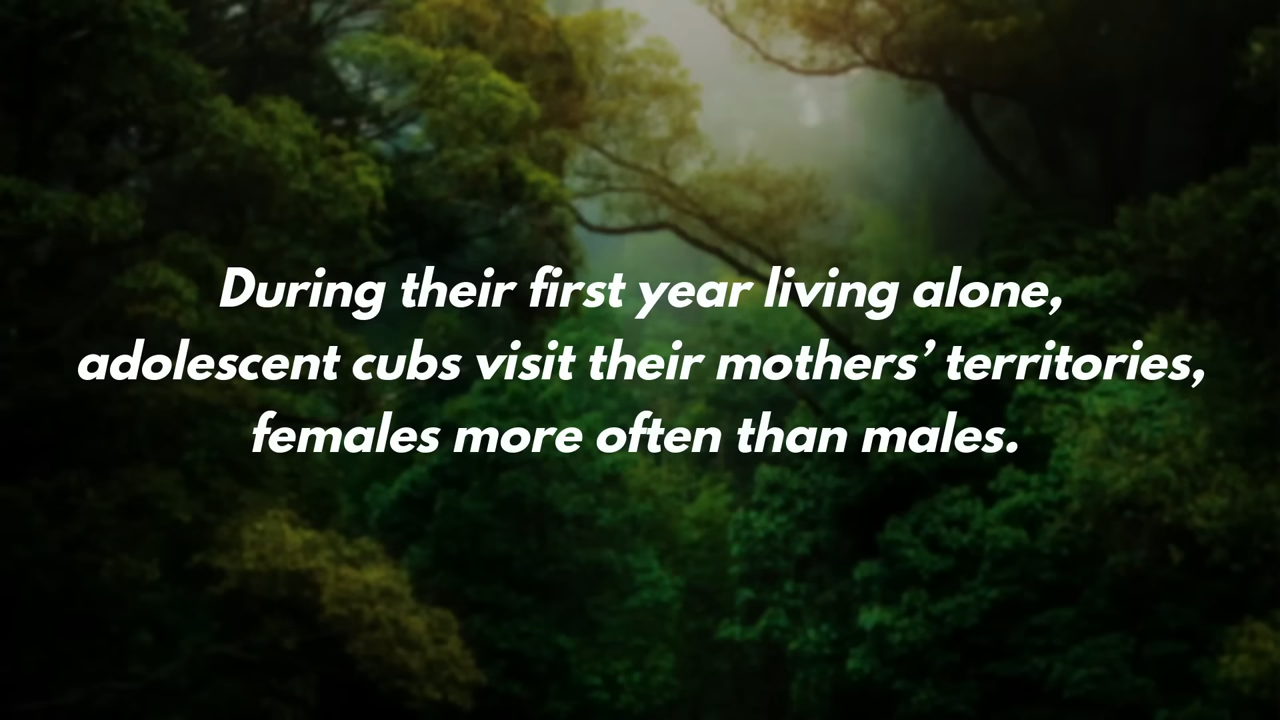 During their first year living alone,
adolescent cubs visit their mothers’ territories,
females more often than males.